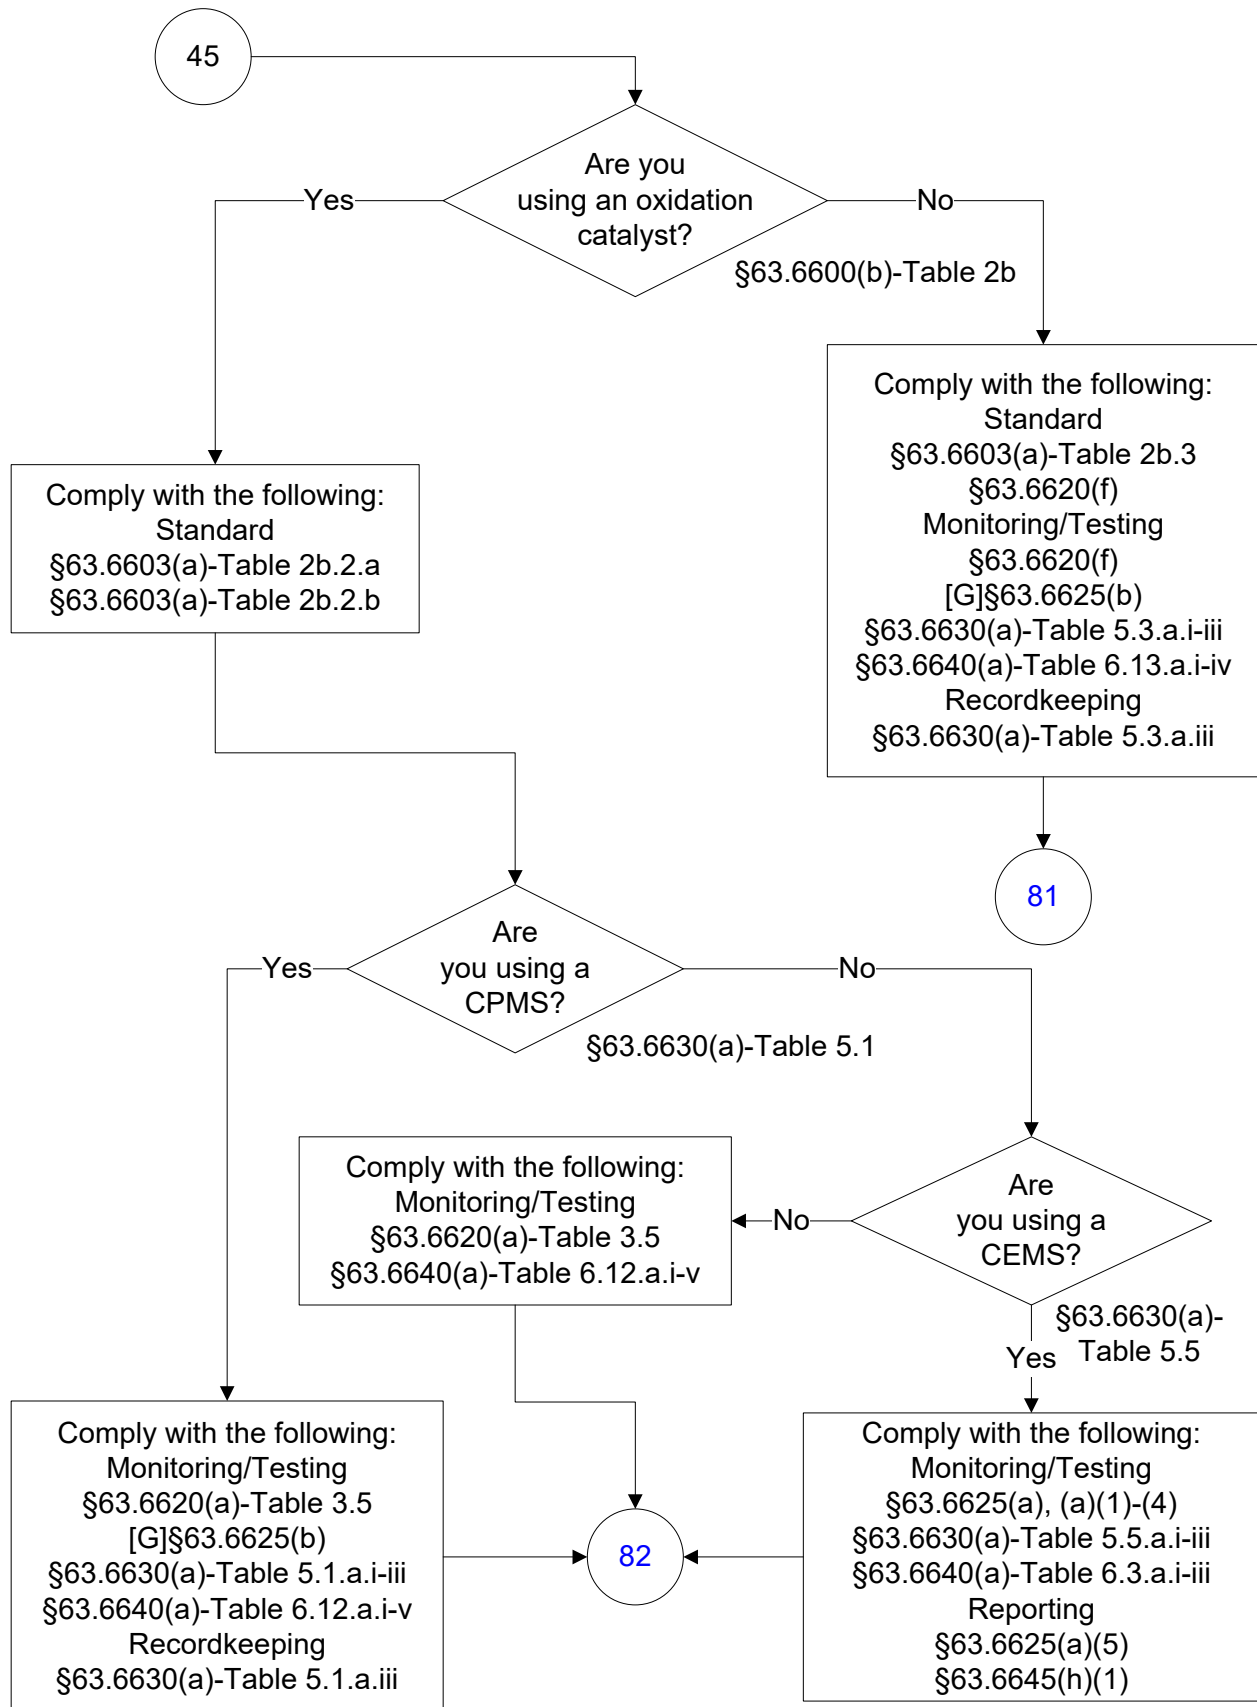 45
Are you
using an oxidation
catalyst?
Yes
No
§63.6600(b)-Table 2b
Comply with the following:
Standard
§63.6603(a)-Table 2b.3
§63.6620(f)
Monitoring/Testing
§63.6620(f)
[G]§63.6625(b)
§63.6630(a)-Table 5.3.a.i-iii
§63.6640(a)-Table 6.13.a.i-iv
Recordkeeping
§63.6630(a)-Table 5.3.a.iii
Comply with the following:
Standard
§63.6603(a)-Table 2b.2.a
§63.6603(a)-Table 2b.2.b
81
Are
you using a
CPMS?
Yes
No
§63.6630(a)-Table 5.1
Comply with the following:
Monitoring/Testing
§63.6620(a)-Table 3.5
§63.6640(a)-Table 6.12.a.i-v
No
Are
you using a
CEMS?
§63.6630(a)-
Table 5.5
Yes
Comply with the following:
Monitoring/Testing
§63.6620(a)-Table 3.5
[G]§63.6625(b)
§63.6630(a)-Table 5.1.a.i-iii
§63.6640(a)-Table 6.12.a.i-v
Recordkeeping
§63.6630(a)-Table 5.1.a.iii
82
Comply with the following:
Monitoring/Testing
§63.6625(a), (a)(1)-(4)
§63.6630(a)-Table 5.5.a.i-iii
§63.6640(a)-Table 6.3.a.i-iii
Reporting
§63.6625(a)(5)
§63.6645(h)(1)